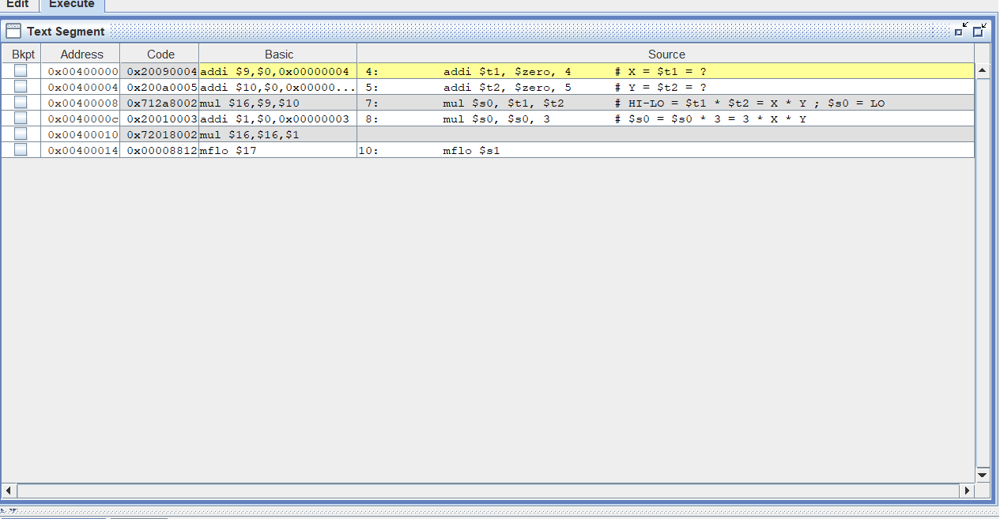 Edit Execute
Text Segment
Bkpt Address Code Basic Source
0x00400000 0x20090004 addi $9,$0,0x00000004 4: addi $t1, $zero, 4 # X = $t1 = ?
0x00400004 0x200a0005 addi $10,$0,0x00000... 5: addi $t2, $zero, 5 # Y = $t2 = ?
0x00400008 0x712a8002 mul $16,$9,$10 7: mul $s0, $t1, $t2 # HI-LO = $t1 * $t2 = X * Y ; $s0 = LO
0x0040000c 0x20010003 addi $1,$0,0x00000003 8: mul $s0, $s0, 3 # $s0 = $s0 * 3 = 3 * X * Y
0x00400010 0x72018002 mul $16,$16,$1
0x00400014 0x00008812 mflo $17 10: mflo $s1